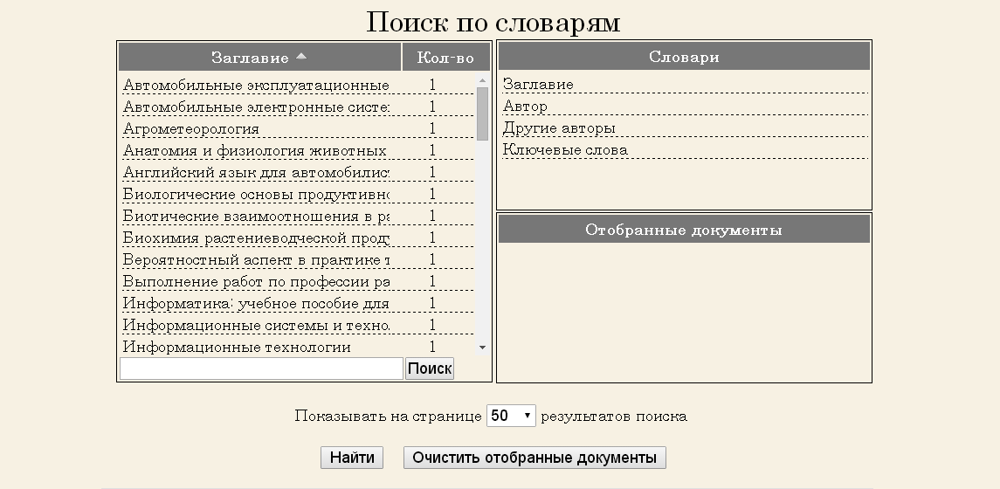 Поиск по словарям
Заглавие Кол-во
Автомобильные эксплуатационные 1
Автомобильные электронные систе 1
Агрометеорология 1
Анатомия и физиология животных 1
Английский язык для автомобилис 1
Биологические основы продуктивно 1
Биотические взаимоотношения в ра 1
Биохимия растениеводческой проду 1
Вероятностный аспект в практике т 1
Выполнение работ по профессии ра 1
Информатика: учебное пособие для 1
Информационные системы и техно 1
Информационные технологии 1
Поиск
Словари
Заглавие
Автор
Другие авторы
Ключевые слова
Отобранные документы
Показывать на странице 50 результатов поиска
Найти Очистить отобранные документы